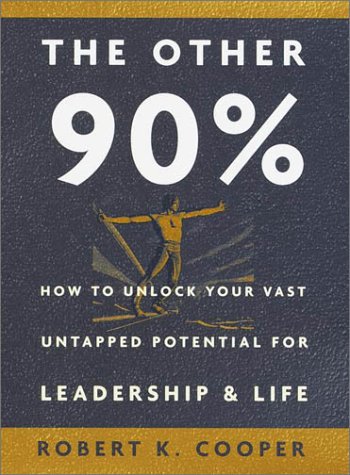 THE OTHER
90%
HOW TO UNLOCK YOUR VAST
UNTAPPED POTENTIAL FOR
LEADERSHIP & LIFE
ROBERT K. COOPER